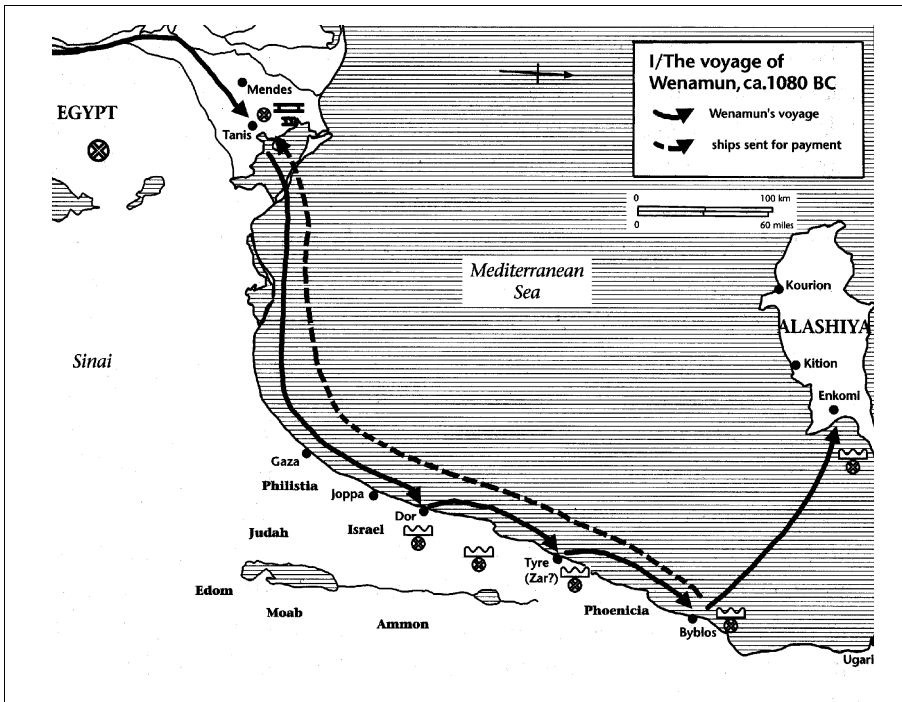 I/The voyage of
Wenamun, ca.1080 BC
Wenamun's voyage
ships sent for payment
0 100 km
0 60 miles
Mendes
EGYPT
Tanis
Mediterranean
Sea
Kourion
ALASHIYA
Sinai
Kition
Enkomi
Gaza
Philistia
Joppa
Dor
Israel
Judah
Tyre
(Zar?)
Edom
Moab
Phoenicia
Ammon
Byblos
Ugari